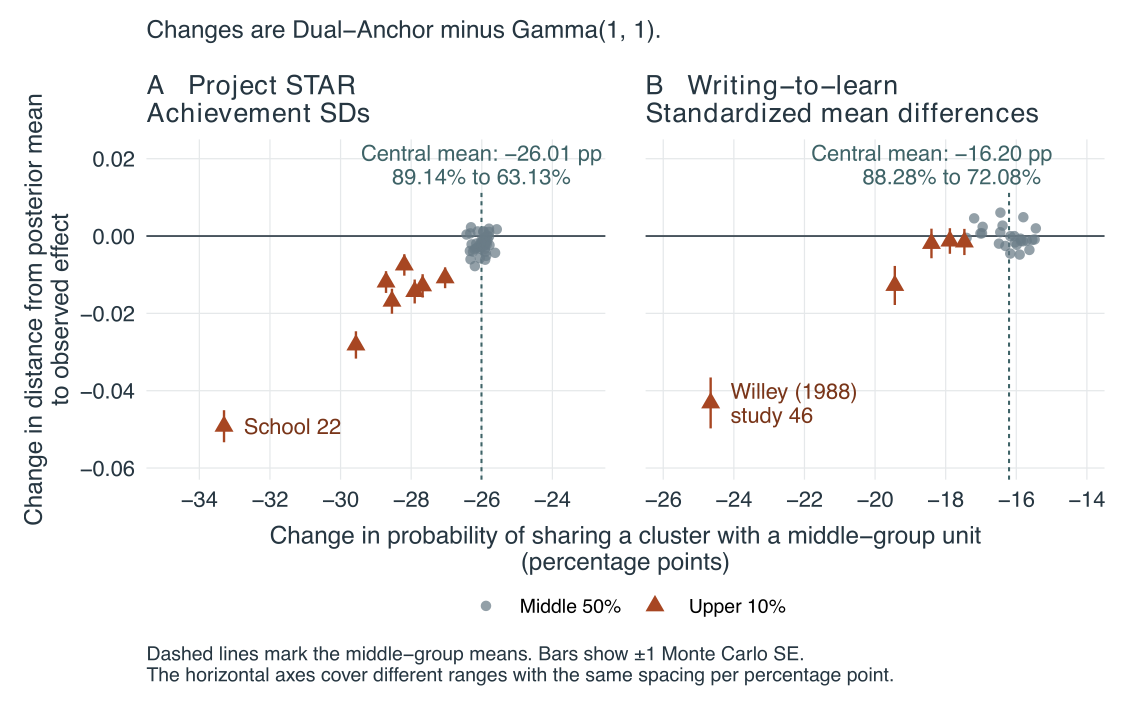 Changes are Dual−Anchor minus Gamma(1, 1).
A Project STAR
Achievement SDs
B Writing−to−learn
Standardized mean differences
Change in distance from posterior mean
to observed effect
0.02
0.00
−0.02
−0.04
−0.06
Central mean: −26.01 pp
89.14% to 63.13%
School 22
−34
−32
−30
−28
−26
−24
Central mean: −16.20 pp
88.28% to 72.08%
Willey (1988)
study 46
−26
−24
−22
−20
−18
−16
−14
Change in probability of sharing a cluster with a middle−group unit
(percentage points)
Middle 50%
Upper 10%
Dashed lines mark the middle−group means. Bars show ±1 Monte Carlo SE.
The horizontal axes cover different ranges with the same spacing per percentage point.